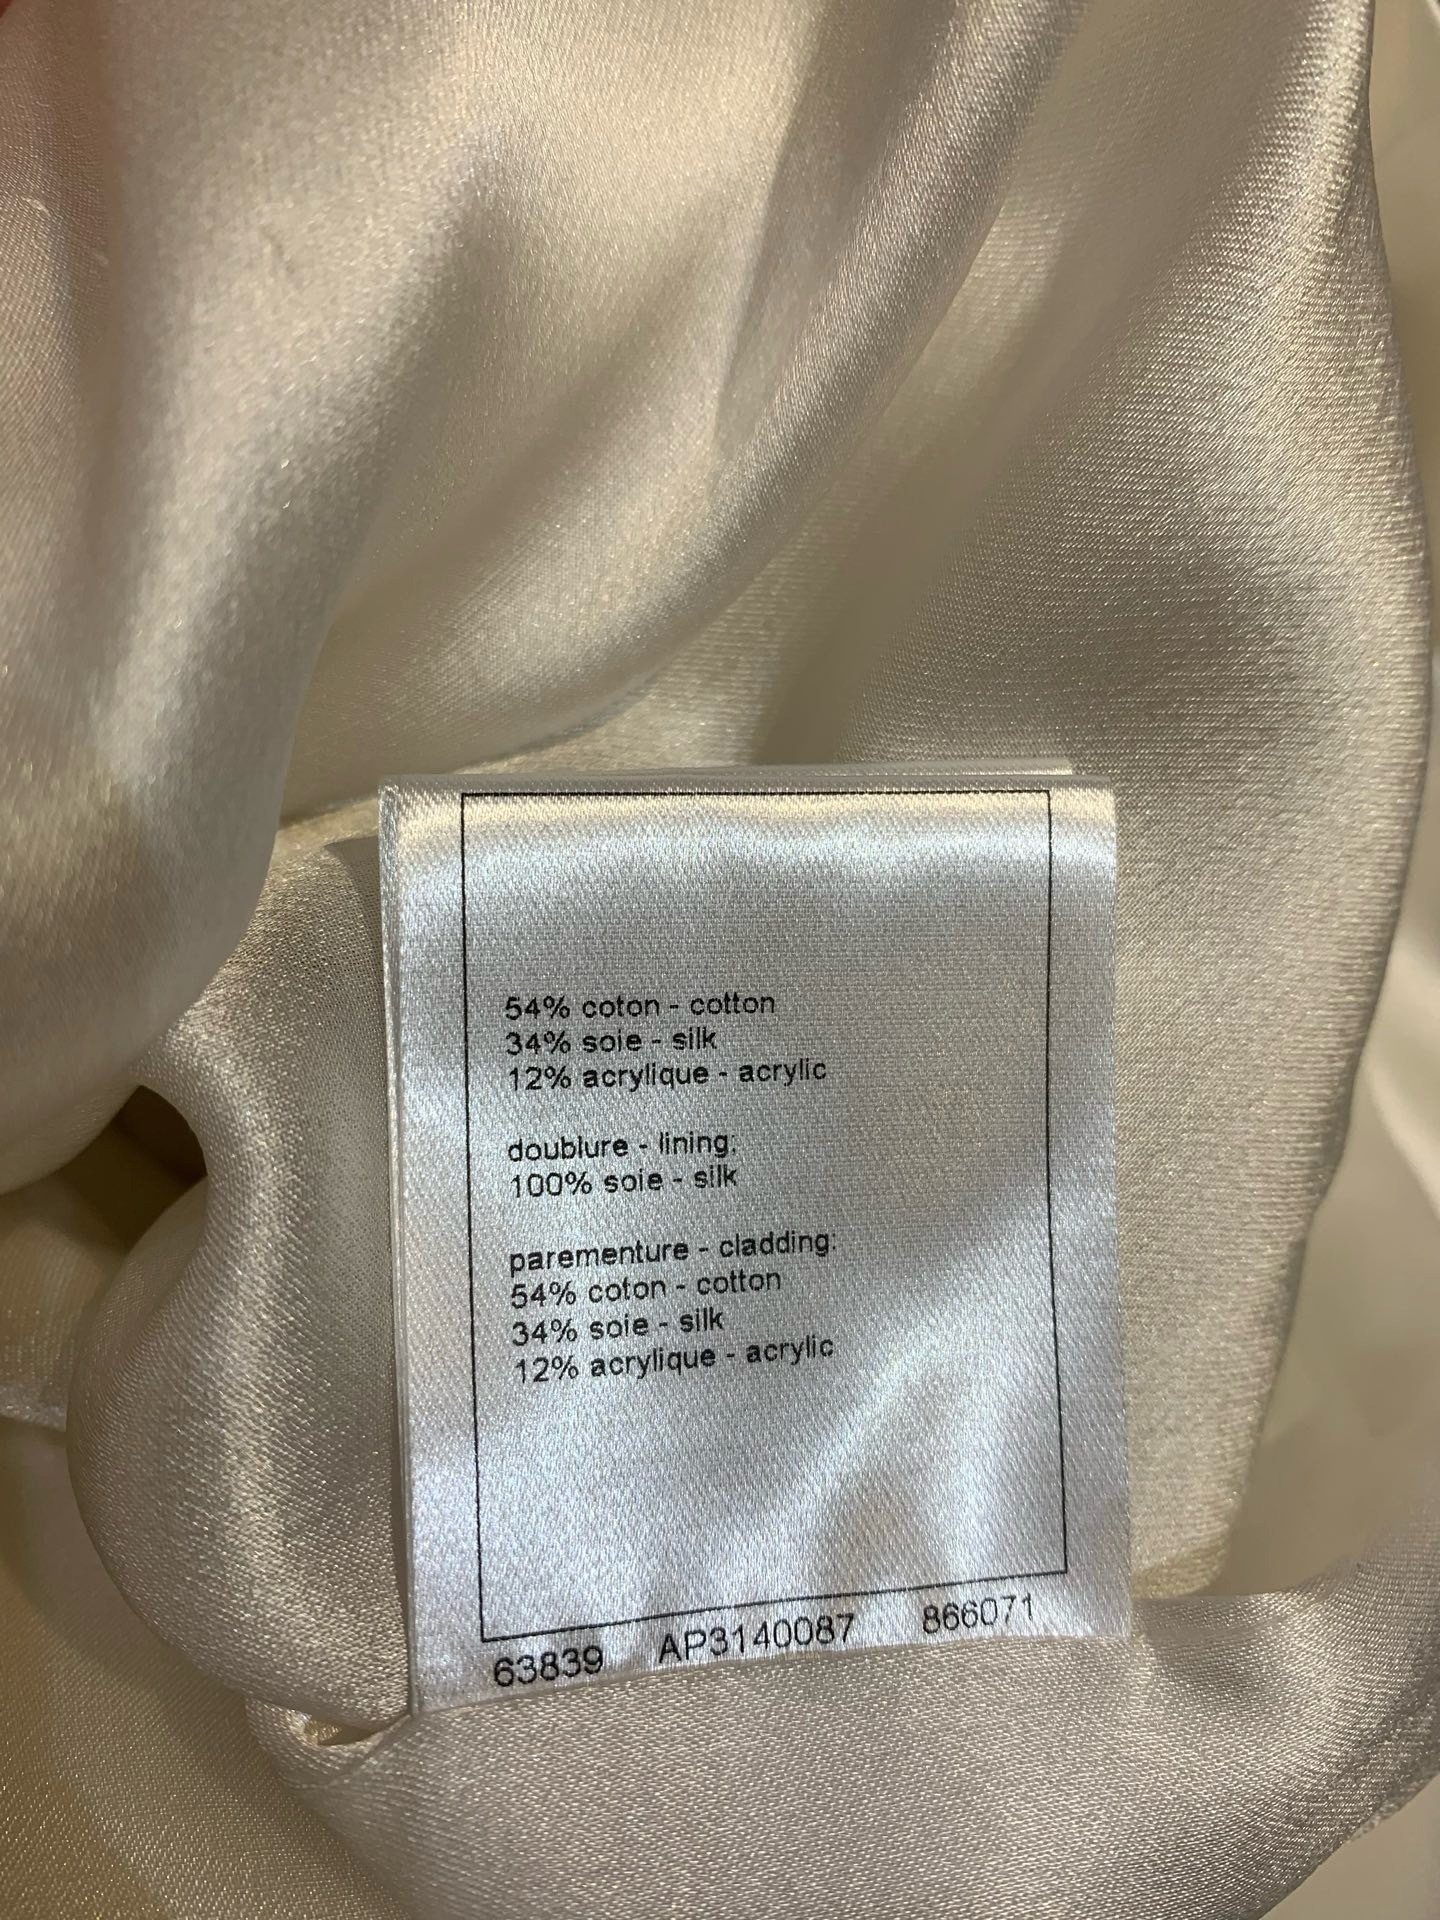 54% coton - cotton
34% soie - silk
12% acrylique - acrylic
doublure - lining:
100% soie - silk
parementure - cladding:
54% coton - cotton
34% soie - silk
12% acrylique - acrylic
63839 AP3140087 866071